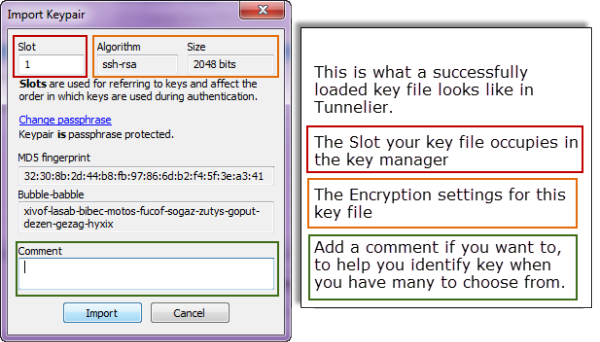 Import Keypair
Slot
Algorithm
Size
1
ssh-rsa
2048 bits
Slots are used for referring to keys and affect the
order in which keys are used during authentication.
Change passphrase
Keypair is passphrase protected.
MD5 fingerprint
32:30:8b:2d:44:b8:fb:97:86:6d:b2:f4:5f:3e:a3:41
Bubble-babble
xivof-lasab-bibec-motos-fucof-sogaz-zutys-goput-
dezen-gezag-hyxix
Comment
Import
Cancel
This is what a successfully
loaded key file looks like in
Tunnelier.
The Slot your key file occupies in
the key manager
The Encryption settings for this
key file
Add a comment if you want to,
to help you identify key when
you have many to choose from.